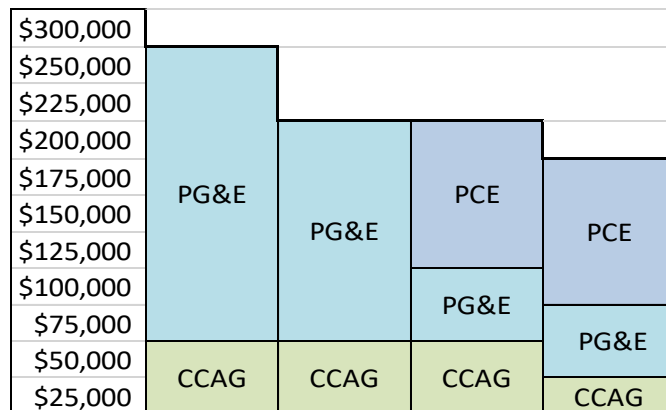 $300,000
$250,000
$225,000
$200,000
$175,000
$150,000
$125,000
$100,000
$75,000
$50,000
$25,000
PG&E
CCAG
PG&E
CCAG
PCE
PG&E
CCAG
PCE
PG&E
CCAG